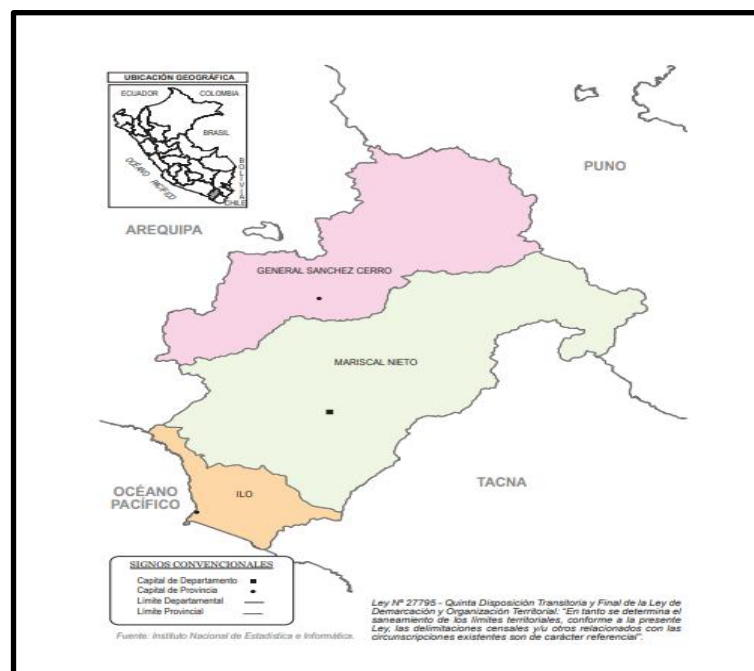 UBICACIÓN GEOGRÁFICA
ECUADOR
COLOMBIA
BRASIL
BOLIVIA
OCÉANO PACÍFICO
CHILE
PUNO
AREQUIPA
GENERAL SANCHEZ CERRO
MARISCAL NIETO
TACNA
OCÉANO
PACÍFICO
ILO
SIGNOS CONVENCIONALES
Capital de Departamento
Capital de Provincia
Límite Departamental
Límite Provincial
Fuente: Instituto Nacional de Estadística e Informática.
Ley Nº 27795 - Quinta Disposición Transitoria y Final de la Ley de
Demarcación y Organización Territorial: "En tanto se determina el
saneamiento de los límites territoriales, conforme a la presente
Ley, las delimitaciones censales y/u otros relacionados con las
circunscripciones existentes son de carácter referencial".